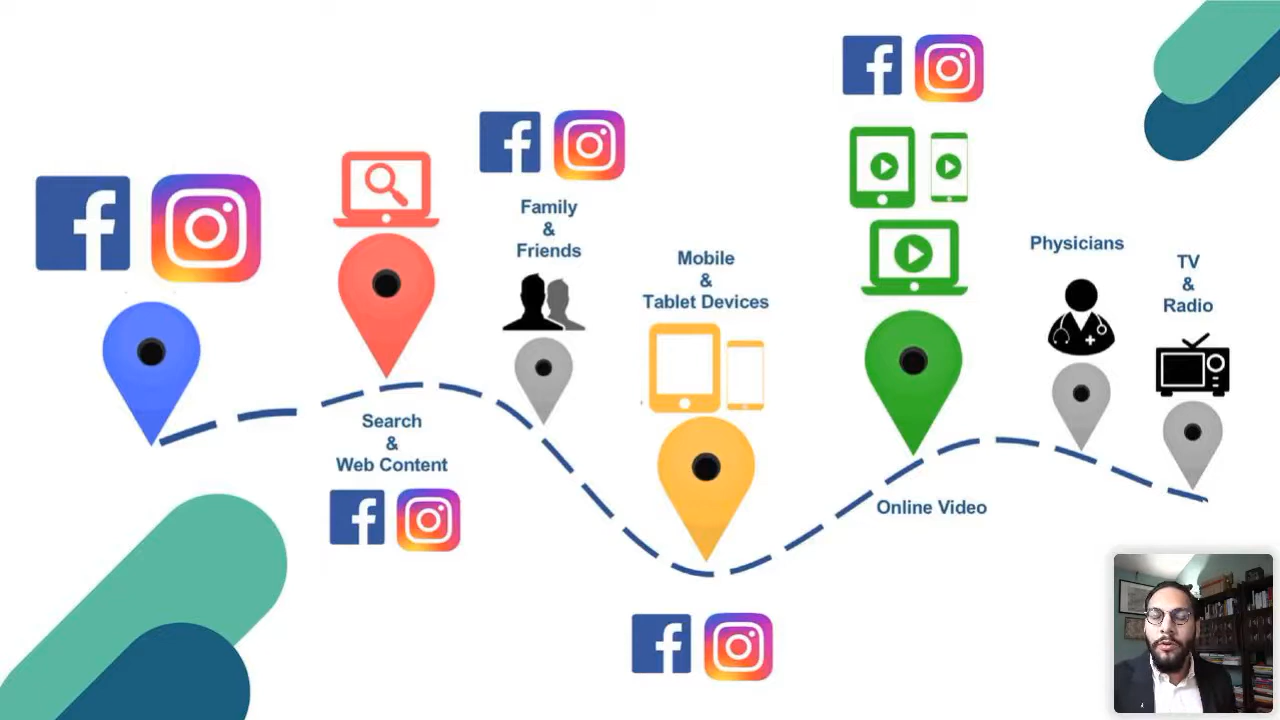 Family
&
Friends
Search
&
Web Content
Mobile
&
Tablet Devices
Online Video
Physicians
TV
&
Radio